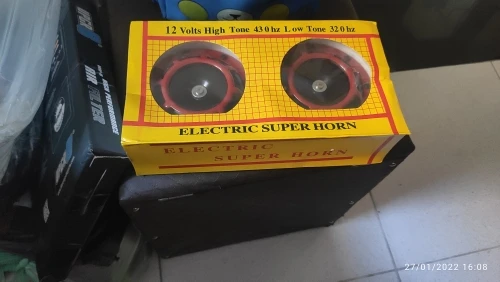 12 Volts High Tone 430hz Low Tone 320hz
ELECTRIC SUPER HORN
ELECTRIC
SUPER HORN
27/01/2022 16:08